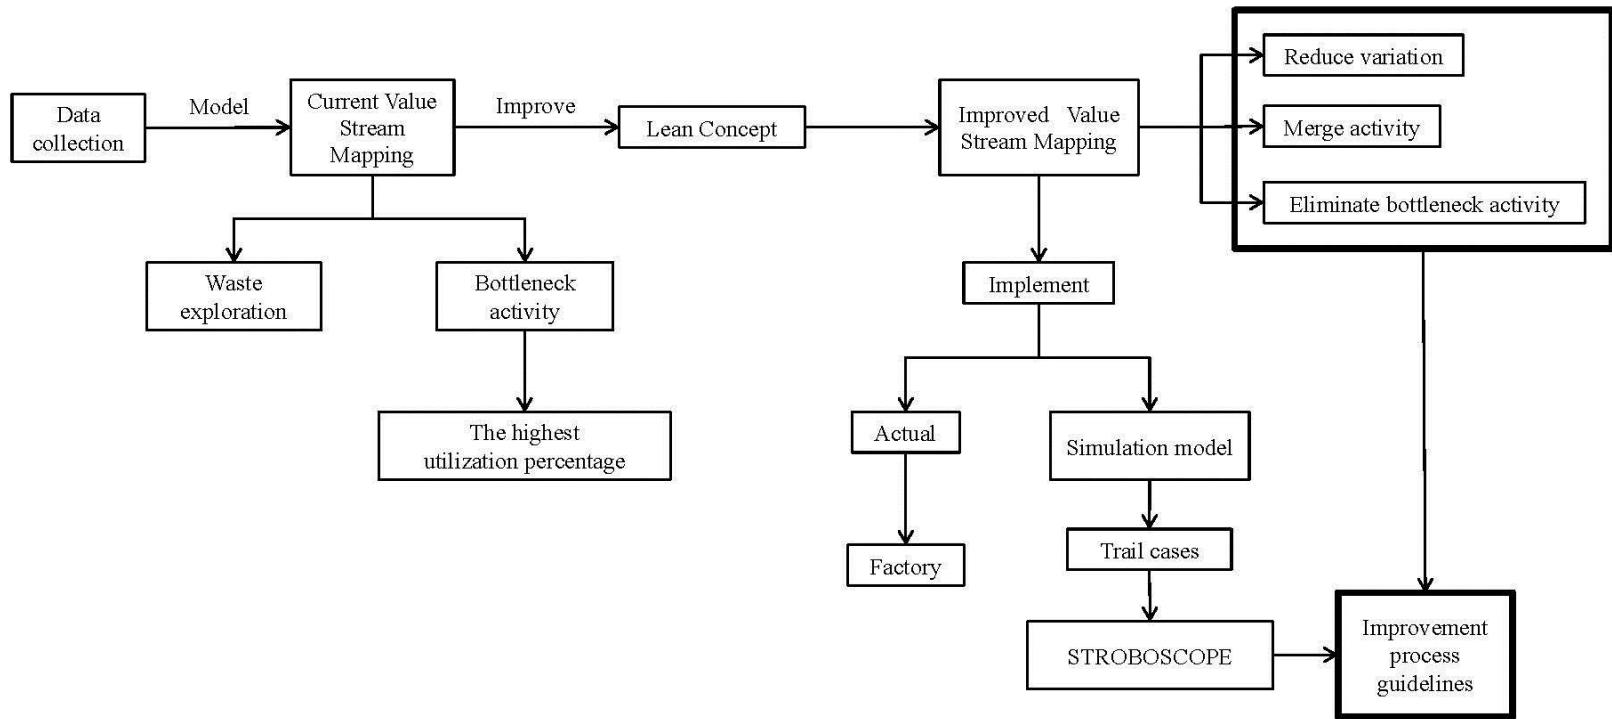 Data
collection
Model
Current Value
Stream
Mapping
Improve
Lean Concept
Improved Value
Stream Mapping
Reduce variation
Merge activity
Eliminate bottleneck activity
Waste
exploration
Bottleneck
activity
The highest
utilization percentage
Implement
Actual
Factory
Simulation model
Trail cases
STROBOSCOPE
Improvement
process
guidelines